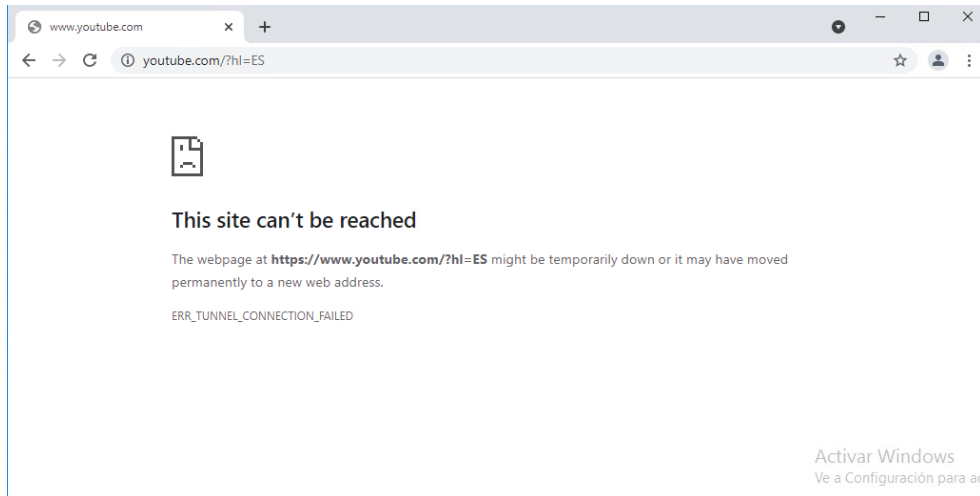 www.youtube.com
youtube.com/?hl=ES
This site can’t be reached
The webpage at https://www.youtube.com/?hl=ES might be temporarily down or it may have moved
permanently to a new web address.
ERR_TUNNEL_CONNECTION_FAILED
Activar Windows
Ve a Configuración para